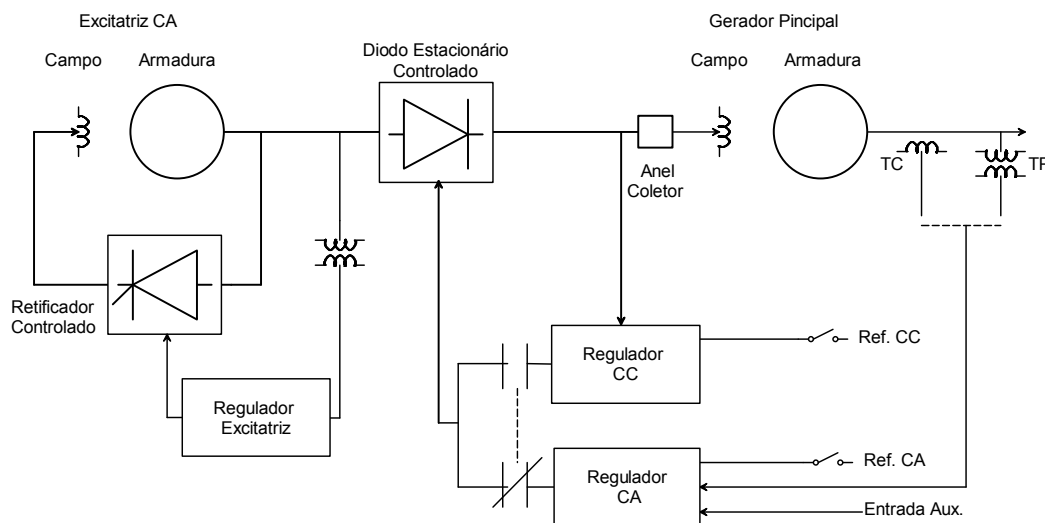 Excitatriz CA
Gerador Pincipal
Diodo Estacionário
Controlado
Campo
Armadura
Campo
Armadura
TC
TP
Anel
Coletor
Retificador
Controlado
Regulador
Excitatriz
Regulador
CC
Ref. CC
Regulador
CA
Ref. CA
Entrada Aux.